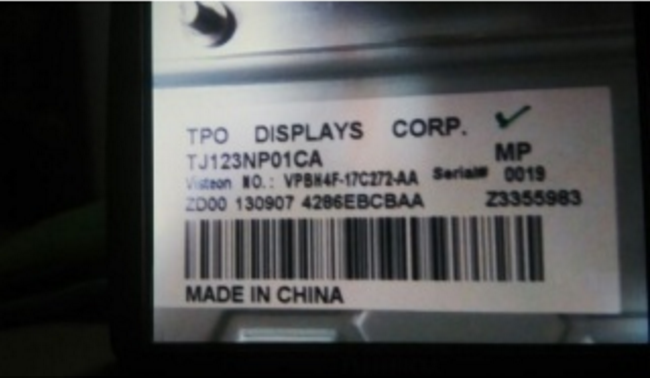 TPO DISPLAYS CORP.
TJ123NP01CA MP
Visteon NO.: VPBH4F-17C272-AA Serial# 0019
ZD00 130907 4286EBCBAA Z3355983
MADE IN CHINA